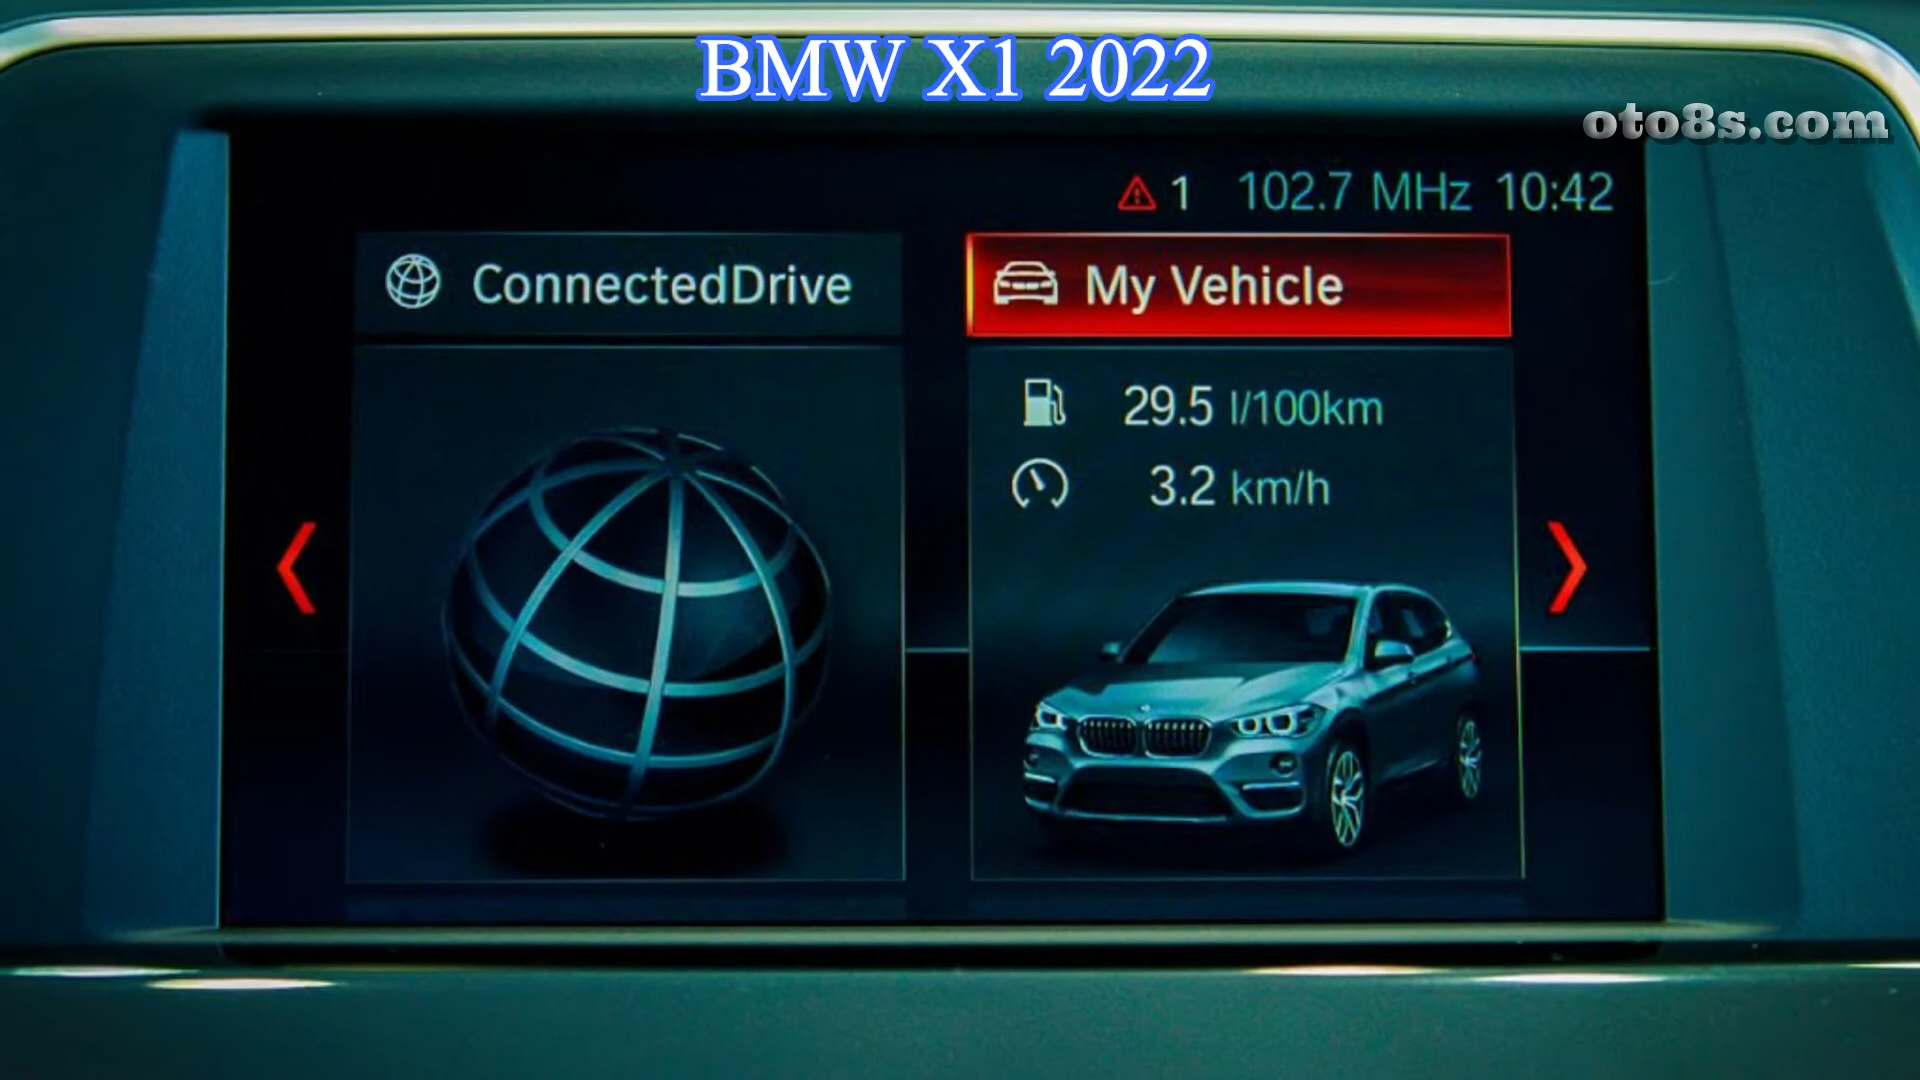 BMW X1 2022
oto8s.com
1 102.7 MHz 10:42
ConnectedDrive
My Vehicle
29.5 l/100km
3.2 km/h